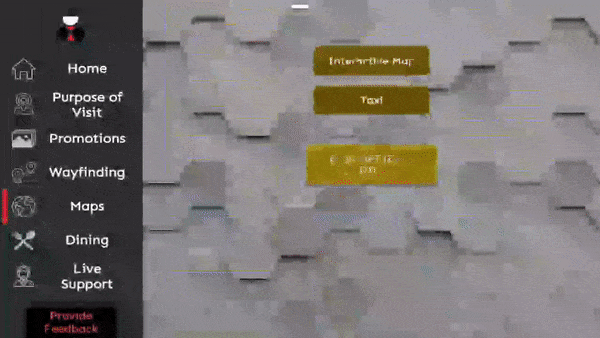 Home
Purpose of
Visit
Promotions
Wayfinding
Maps
Dining
Live
Support
Provide
Feedback
Interactive Map
Taxi